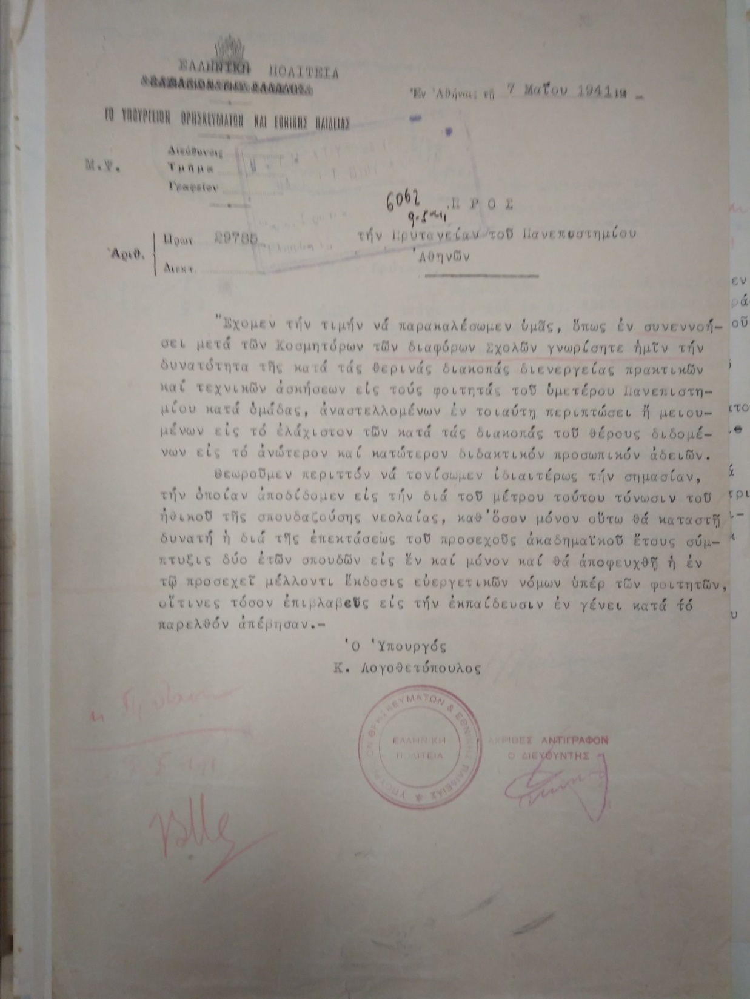 ΕΛΛΗΝΙΚΗ ΠΟΛΙΤΕΙΑ
Ἐν Ἀθήναις τῇ 7 Μαΐου 1941
ΤΟ ΥΠΟΥΡΓΕΙΟΝ ΘΡΗΣΚΕΥΜΑΤΩΝ ΚΑΙ ΕΘΝΙΚΗΣ ΠΑΙΔΕΙΑΣ
Διεύθυνσις
Μ.Ψ.
Τμῆμα
Γραφεῖον
6062
9-5-41
ΠΡΟΣ
Ἀριθ.
Πρωτ 29785
τήν Πρυτανείαν τοῦ Πανεπιστημίου
Ἀθηνῶν
Διεκπ.
Ἔχομεν τήν τιμήν νά παρακαλέσωμεν ὑμᾶς, ὅπως ἐν συνεννοή-
σει μετά τῶν Κοσμητόρων τῶν διαφόρων Σχολῶν γνωρίσητε ἡμῖν τήν
δυνατότητα τῆς κατά τάς θερινάς διακοπάς διενεργείας πρακτικῶν
καί τεχνικῶν ἀσκήσεων εἰς τούς φοιτητάς τοῦ ὑμετέρου Πανεπιστη-
μίου κατά ὁμάδας, ἀναστελλομένων ἐν τοιαύτη περιπτώσει ἤ μειου-
μένων εἰς τό ἐλάχιστον τῶν κατά τάς διακοπάς τοῦ θέρους διδομέ-
νων εἰς τό ἀνώτερον καί κατώτερον διδακτικόν προσωπικόν ἀδειῶν.
Θεωροῦμεν περιττόν νά τονίσωμεν ἰδιαιτέρως τήν σημασίαν,
τήν ὁποίαν ἀποδίδομεν εἰς τήν διά τοῦ μέτρου τούτου τόνωσιν τοῦ
ἠθικοῦ τῆς σπουδαζούσης νεολαίας, καθ'ὅσον μόνον οὕτω θά καταστῇ
δυνατή ἡ διά τῆς ἐπεκτάσεως τοῦ προσεχοῦς ἀκαδημαϊκοῦ ἔτους σύμ-
πτυξις δύο ἐτῶν σπουδῶν εἰς ἕν καί μόνον καί θά ἀποφευχθῇ ἡ ἐν
τῷ προσεχεῖ μέλλοντι ἔκδοσις εὐεργετικῶν νόμων ὑπέρ τῶν φοιτητῶν,
οἵτινες τόσον ἐπιβλαβεῖς εἰς τήν ἐκπαίδευσιν ἐν γένει κατά τό
παρελθόν ἀπέβησαν.-
Ὁ Ὑπουργός
Κ. Λογοθετόπουλος
ΥΠΟΥΡΓΕΙΟΝ ΘΡΗΣΚΕΥΜΑΤΩΝ & ΕΘΝΙΚΗΣ ΠΑΙΔΕΙΑΣ
ΕΛΛΗΝΙΚΗ
ΠΟΛΙΤΕΙΑ
ΑΚΡΙΒΕΣ ΑΝΤΙΓΡΑΦΟΝ
Ο ΔΙΕΥΘΥΝΤΗΣ